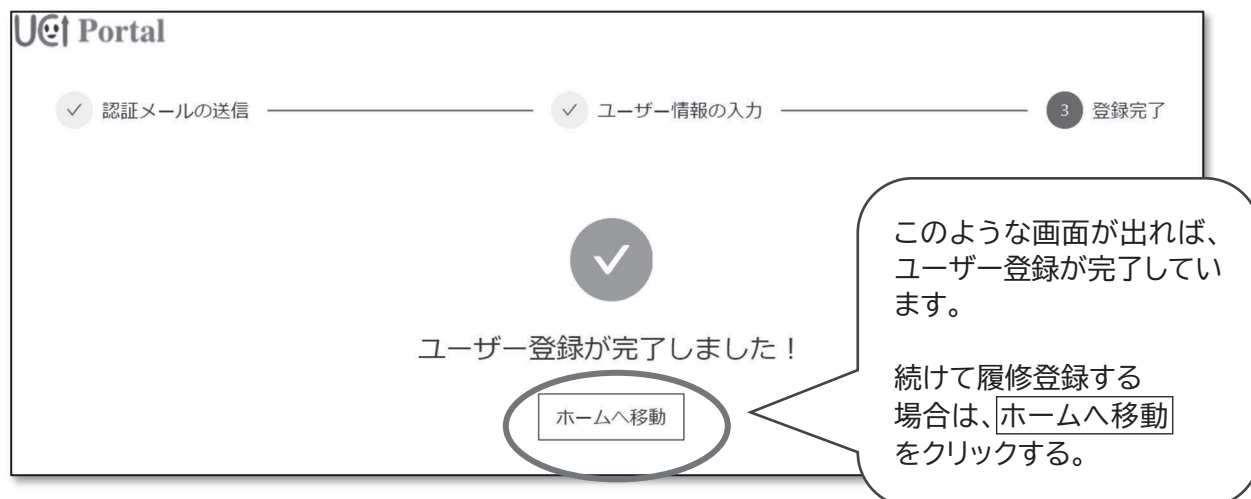 UCI Portal
認証メールの送信
ユーザー情報の入力
3 登録完了
ユーザー登録が完了しました！
ホームへ移動
このような画面が出れば、
ユーザー登録が完了してい
ます。
続けて履修登録する
場合は、ホームへ移動
をクリックする。